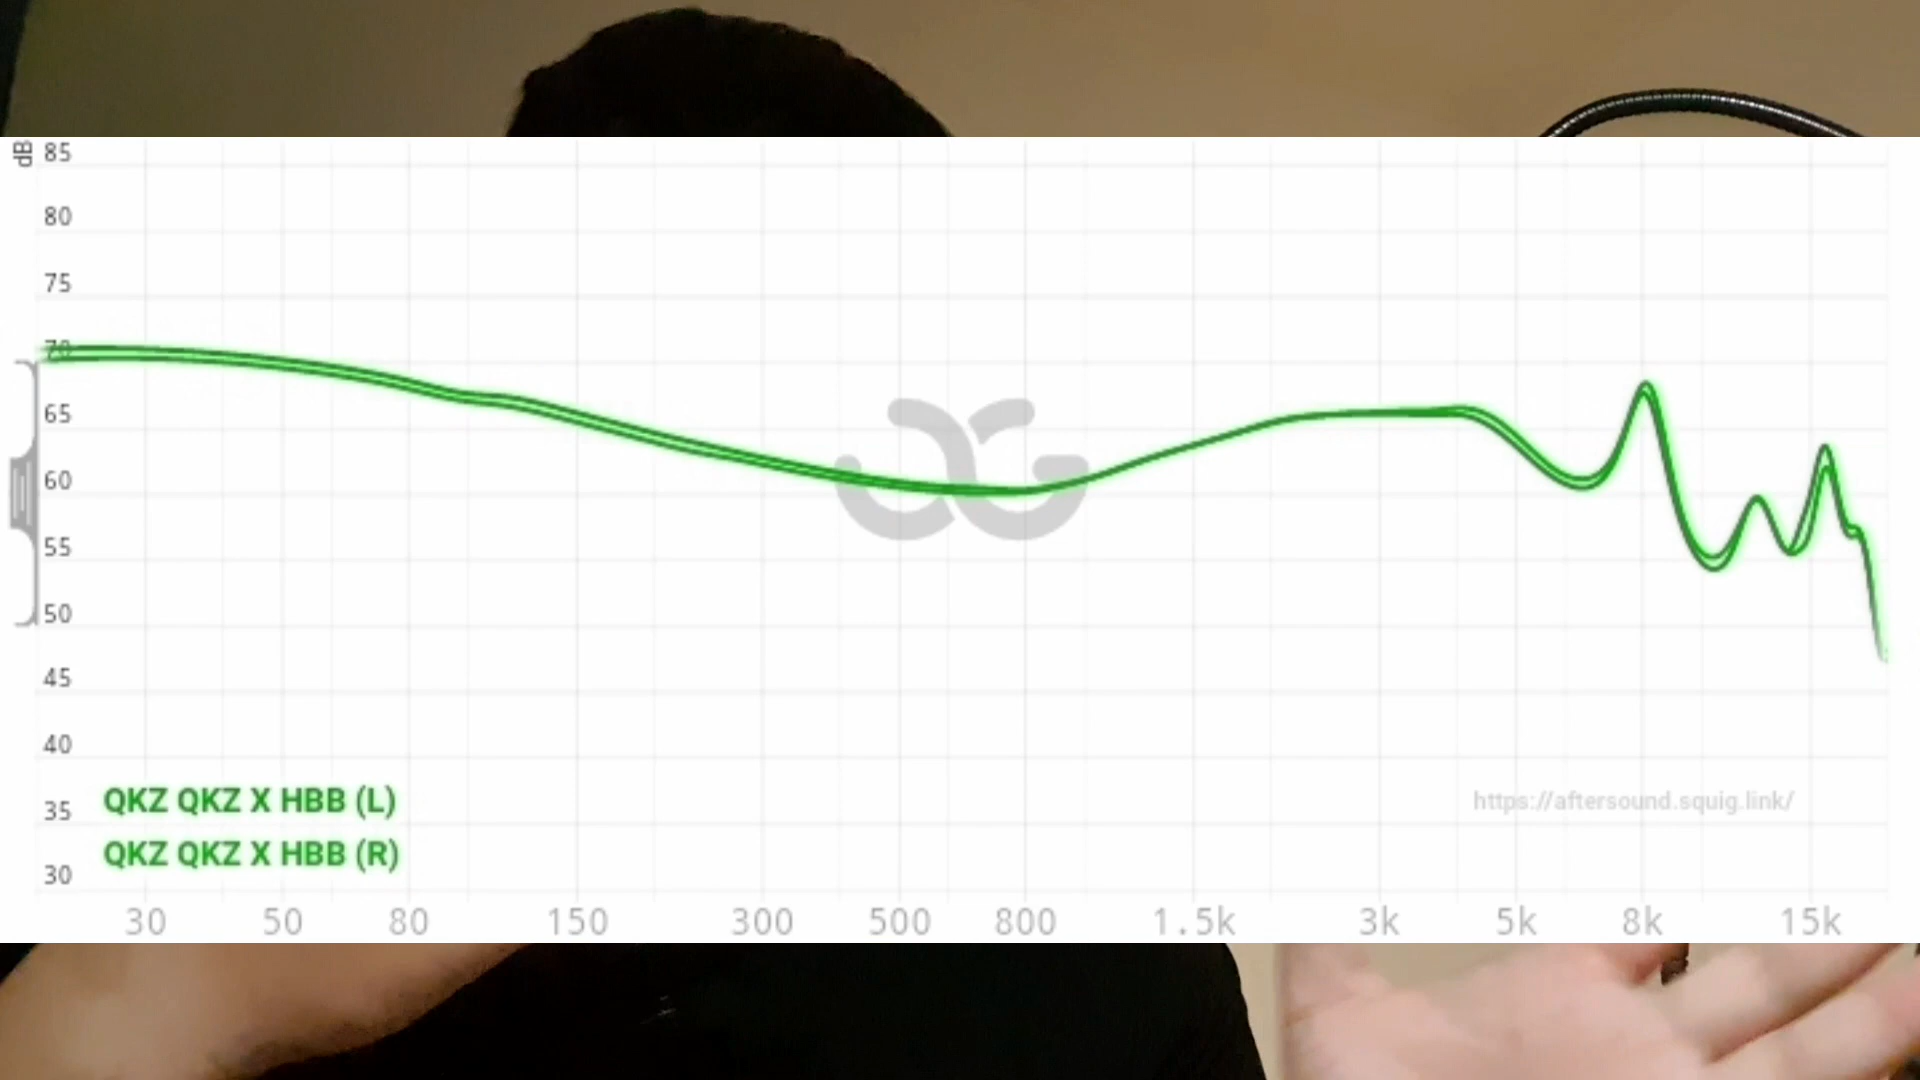 dB
85
80
75
70
65
60
55
50
45
40
35
30
QKZ QKZ X HBB (L)
QKZ QKZ X HBB (R)
https://aftersound.squig.link/
30 50 80 150 300 500 800 1.5k 3k 5k 8k 15k